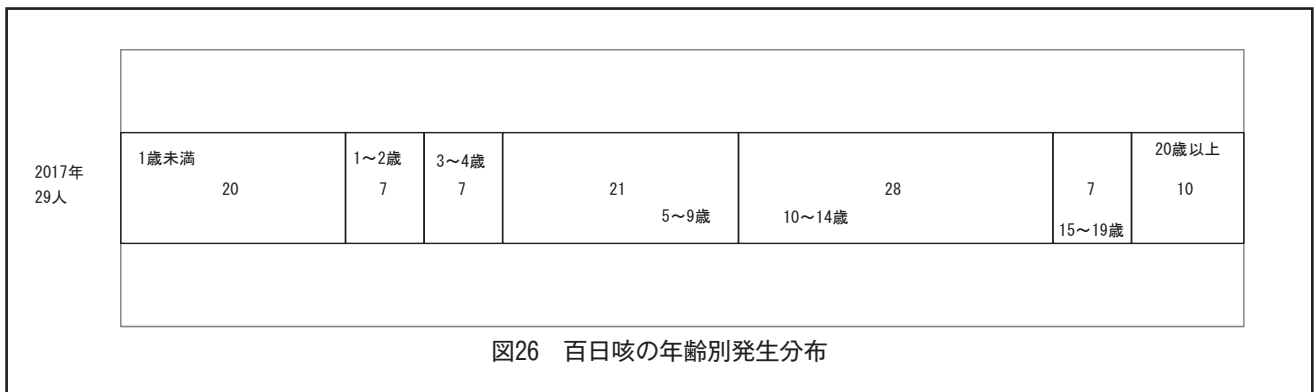 2017年
29人
1歳未満
20
1～2歳
7
3～4歳
7
21
5～9歳
28
10～14歳
7
15～19歳
20歳以上
10
図26 百日咳の年齢別発生分布